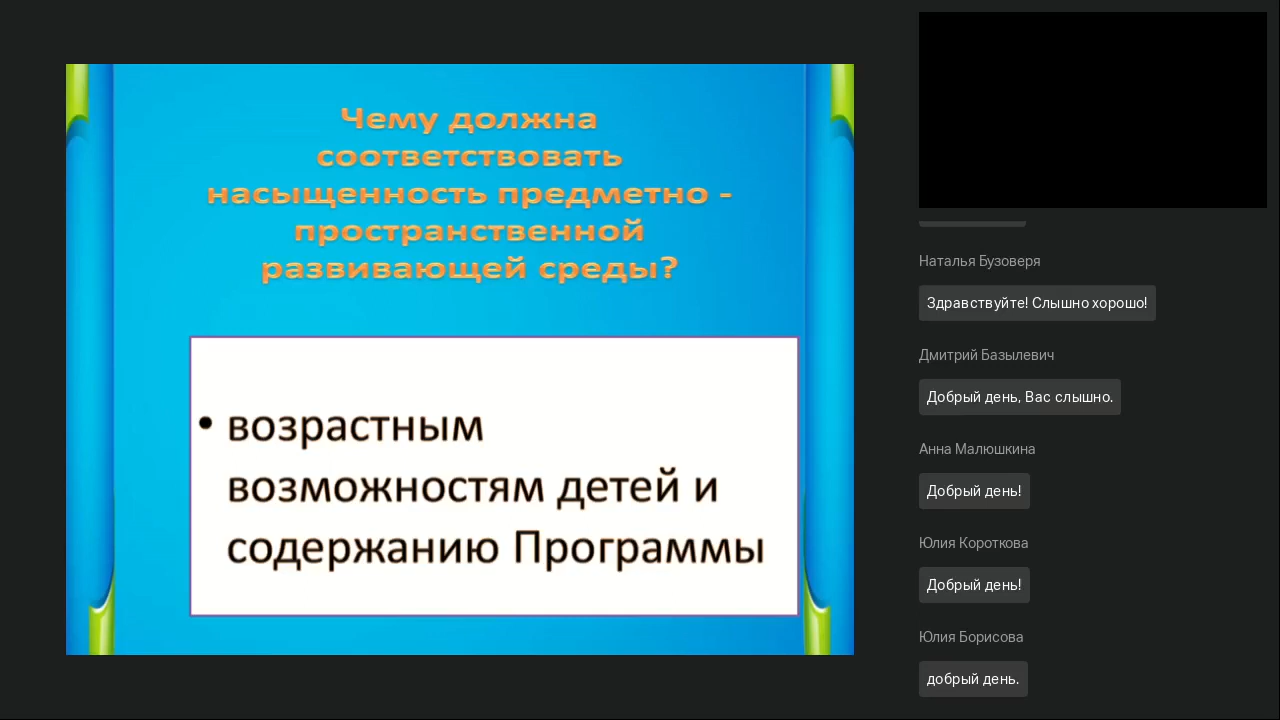 Чему должна
соответствовать
насыщенность предметно -
пространственной
развивающей среды?
• возрастным
возможностям детей и
содержанию Программы
Наталья Бузоверя
Здравствуйте! Слышно хорошо!
Дмитрий Базылевич
Добрый день, Вас слышно.
Анна Малюшкина
Добрый день!
Юлия Короткова
Добрый день!
Юлия Борисова
добрый день.